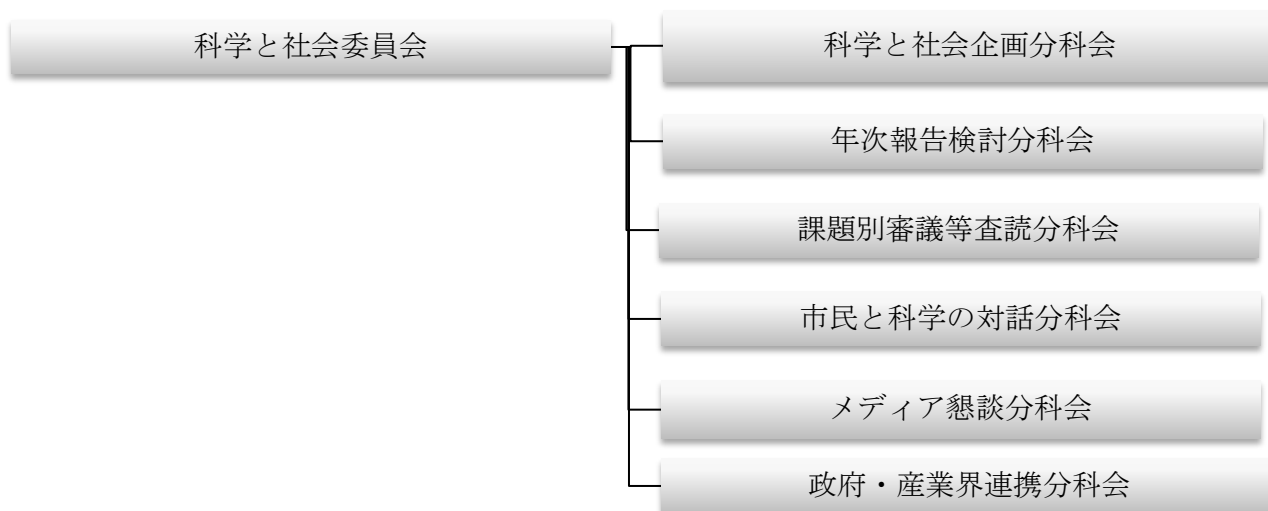 科学と社会委員会
科学と社会企画分科会
年次報告検討分科会
課題別審議等査読分科会
市民と科学の対話分科会
メディア懇談分科会
政府・産業界連携分科会